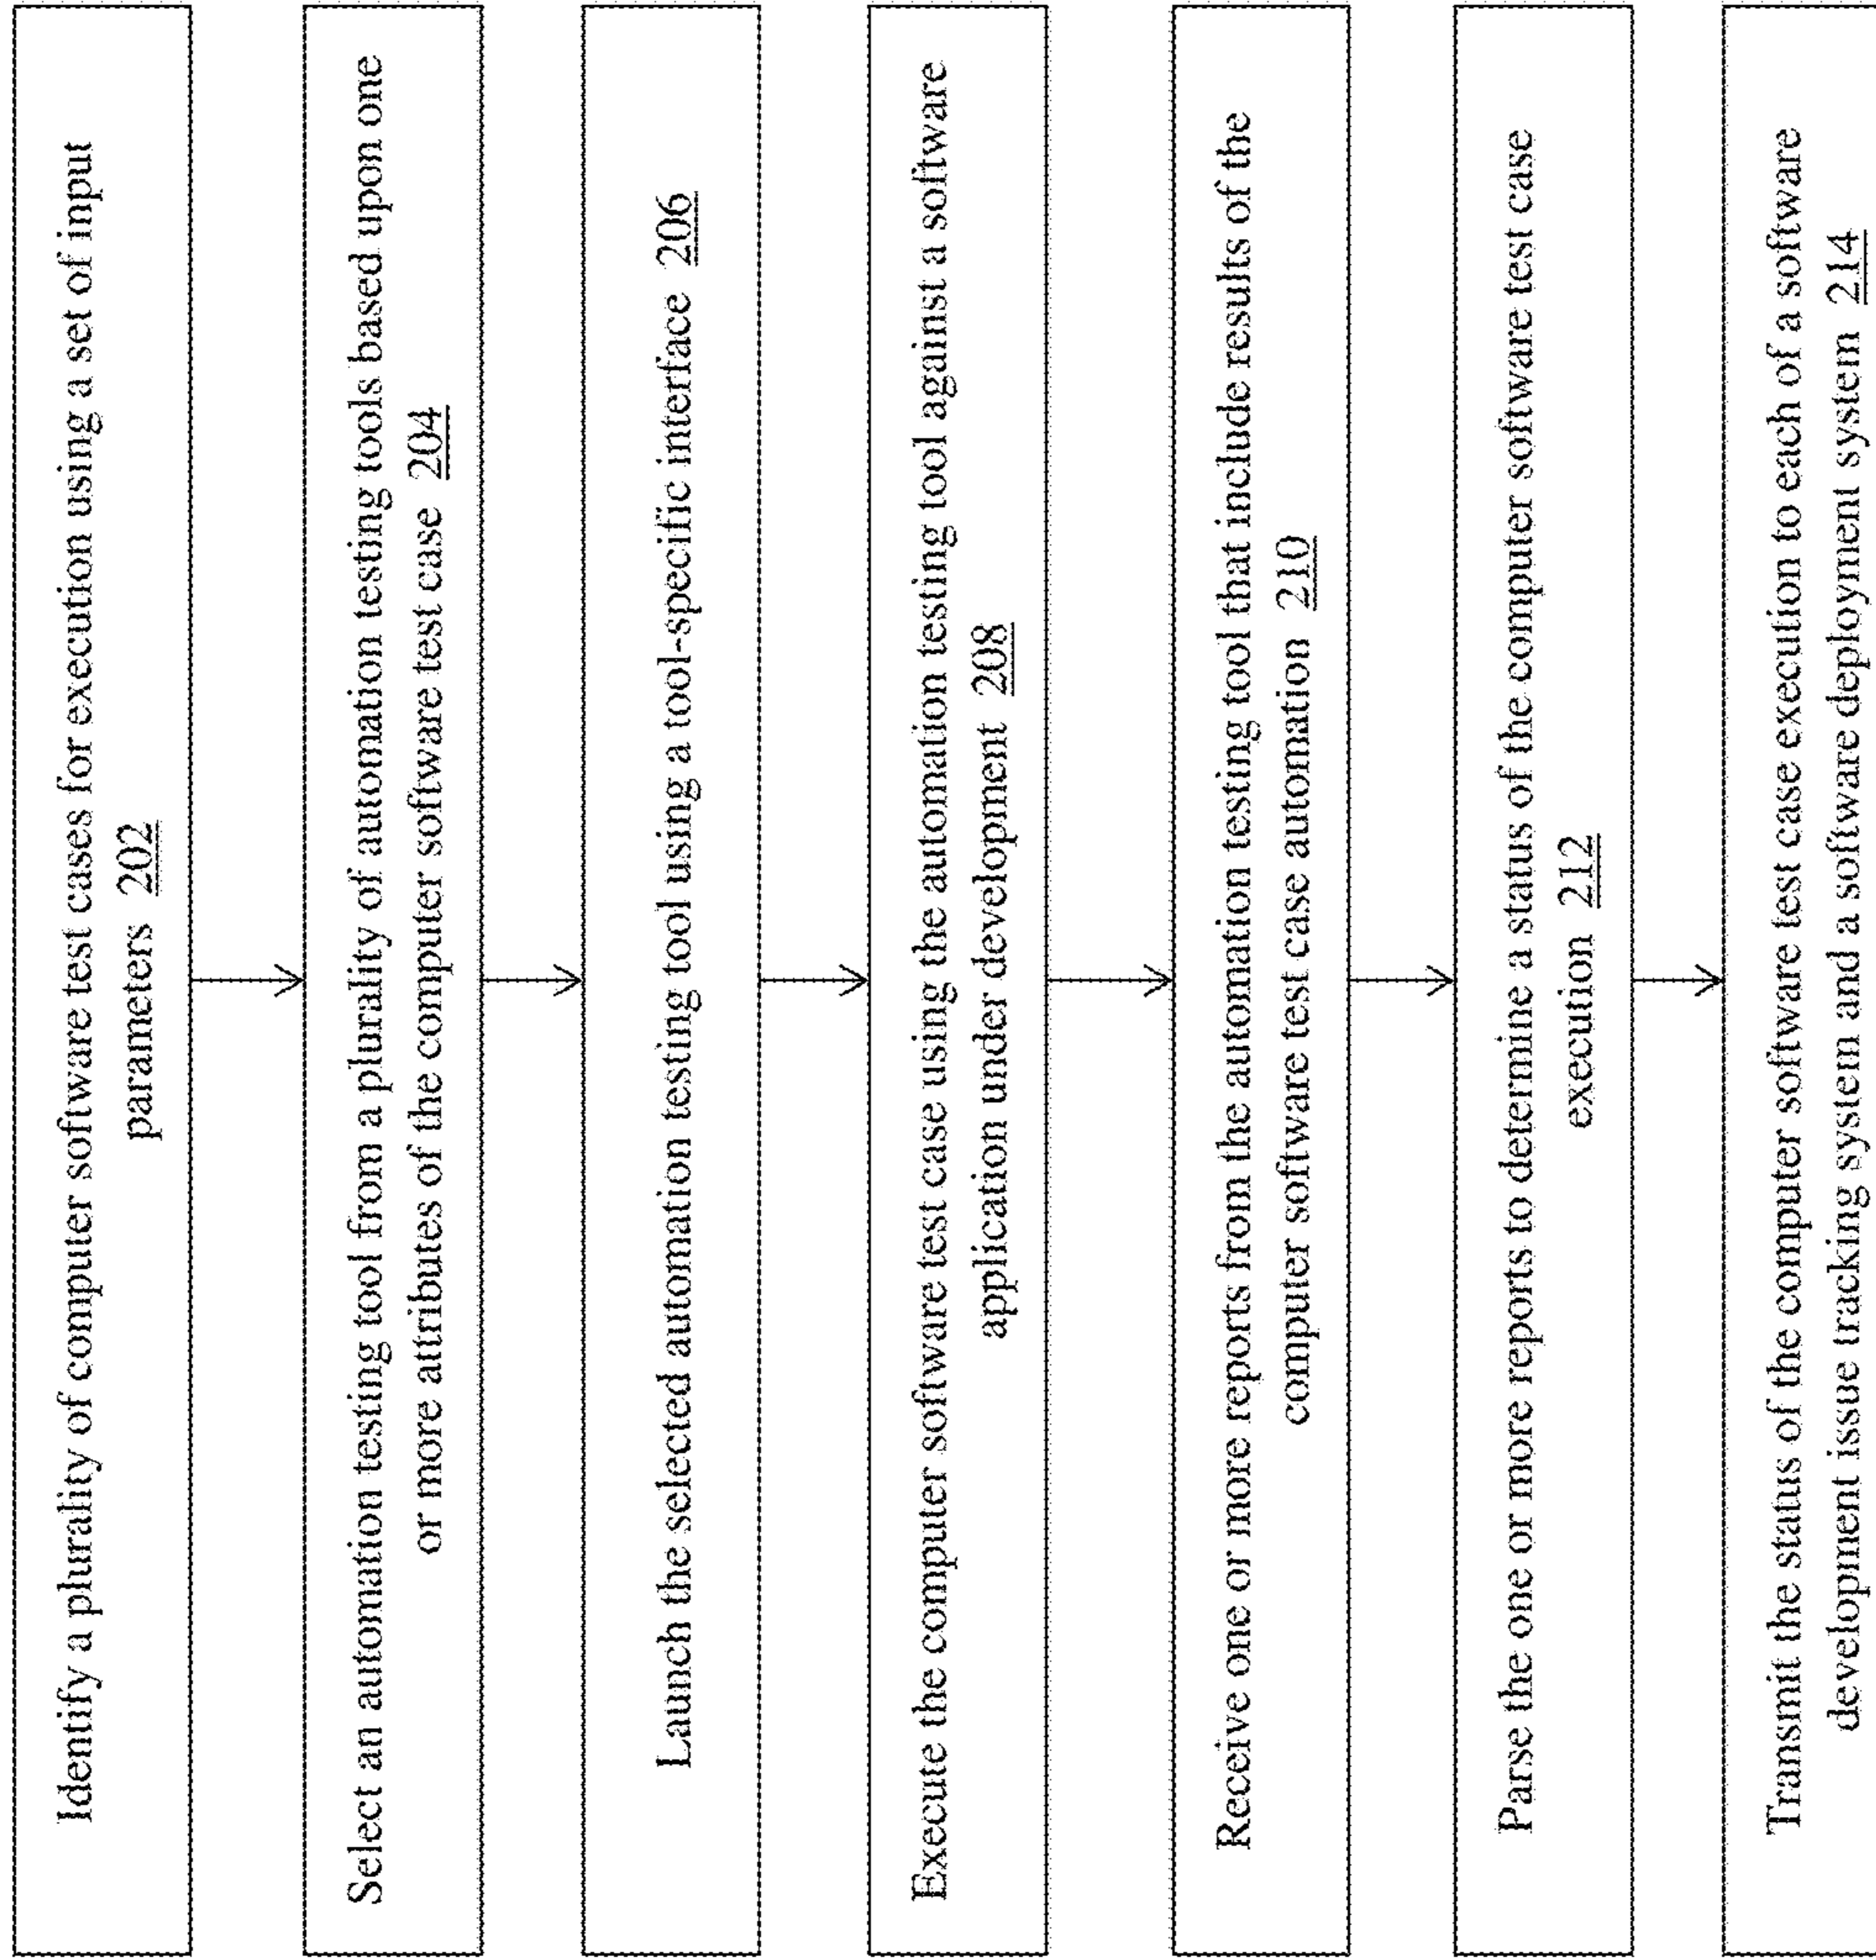 Identify a plurality of computer software test cases for execution using a set of input
parameters 202
Select an automation testing tool from a plurality of automation testing tools based upon one
or more attributes of the computer software test case 204
Launch the selected automation testing tool using a tool-specific interface 206
Execute the computer software test case using the automation testing tool against a software
application under development 208
Receive one or more reports from the automation testing tool that include results of the
computer software test case automation 210
Parse the one or more reports to determine a status of the computer software test case
execution 212
Transmit the status of the computer software test case execution to each of a software
development issue tracking system and a software deployment system 214